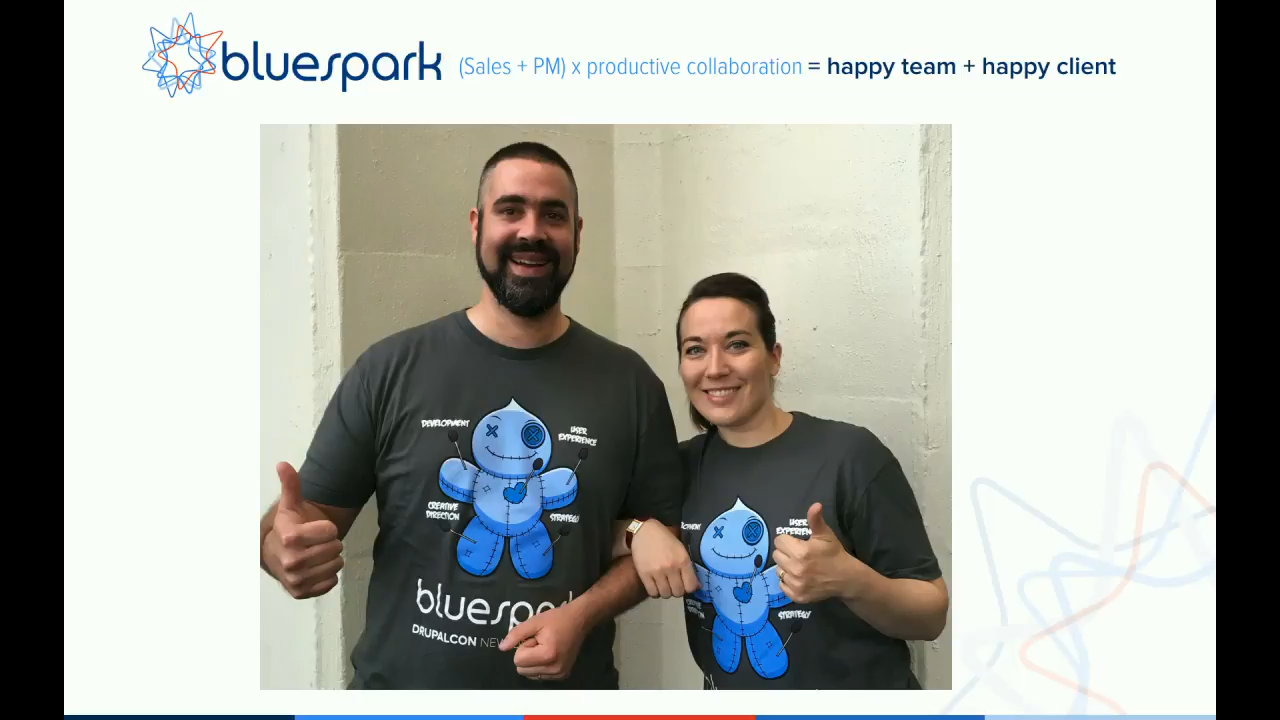 bluespark (Sales + PM) x productive collaboration = happy team + happy client
DEVELOPMENT
USER
EXPERIENCE
CREATIVE
DIRECTION
STRATEGY
bluespark
DRUPALCON NEW
USER
EXPERIENCE
STRATEGY